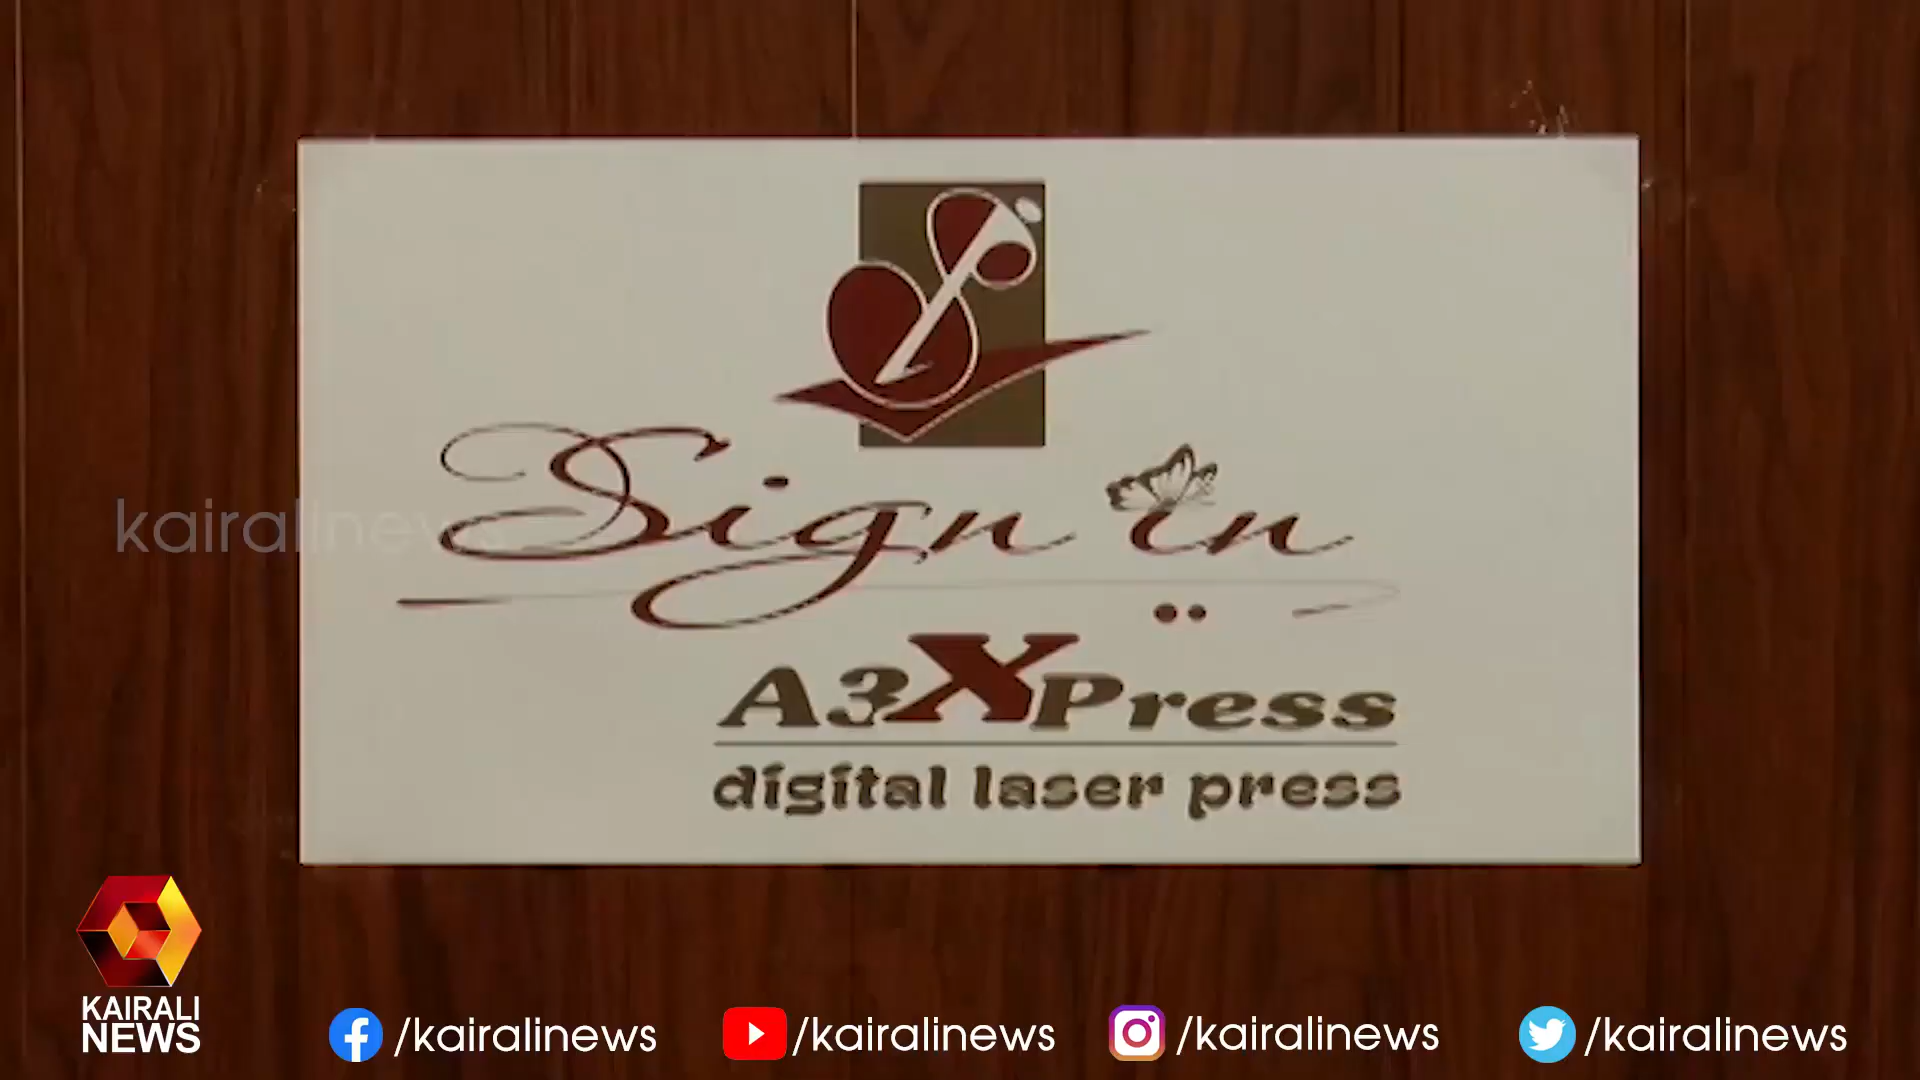 Sign in
A3XPress
digital laser press
kairalinews
KAIRALI
NEWS
/kairalinews
/kairalinews
/kairalinews
/kairalinews